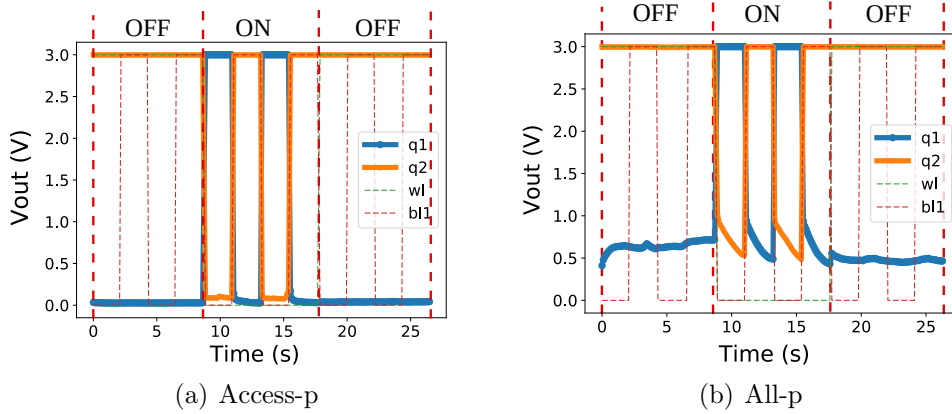 OFF ON OFF
3.0
2.5
2.0
1.5
1.0
0.5
0.0
Vout (V)
q1
q2
wl
bl1
0 5 10 15 20 25
Time (s)
(a) Access-p
OFF ON OFF
3.0
2.5
2.0
1.5
1.0
0.5
0.0
Vout (V)
q1
q2
wl
bl1
0 5 10 15 20 25
Time (s)
(b) All-p